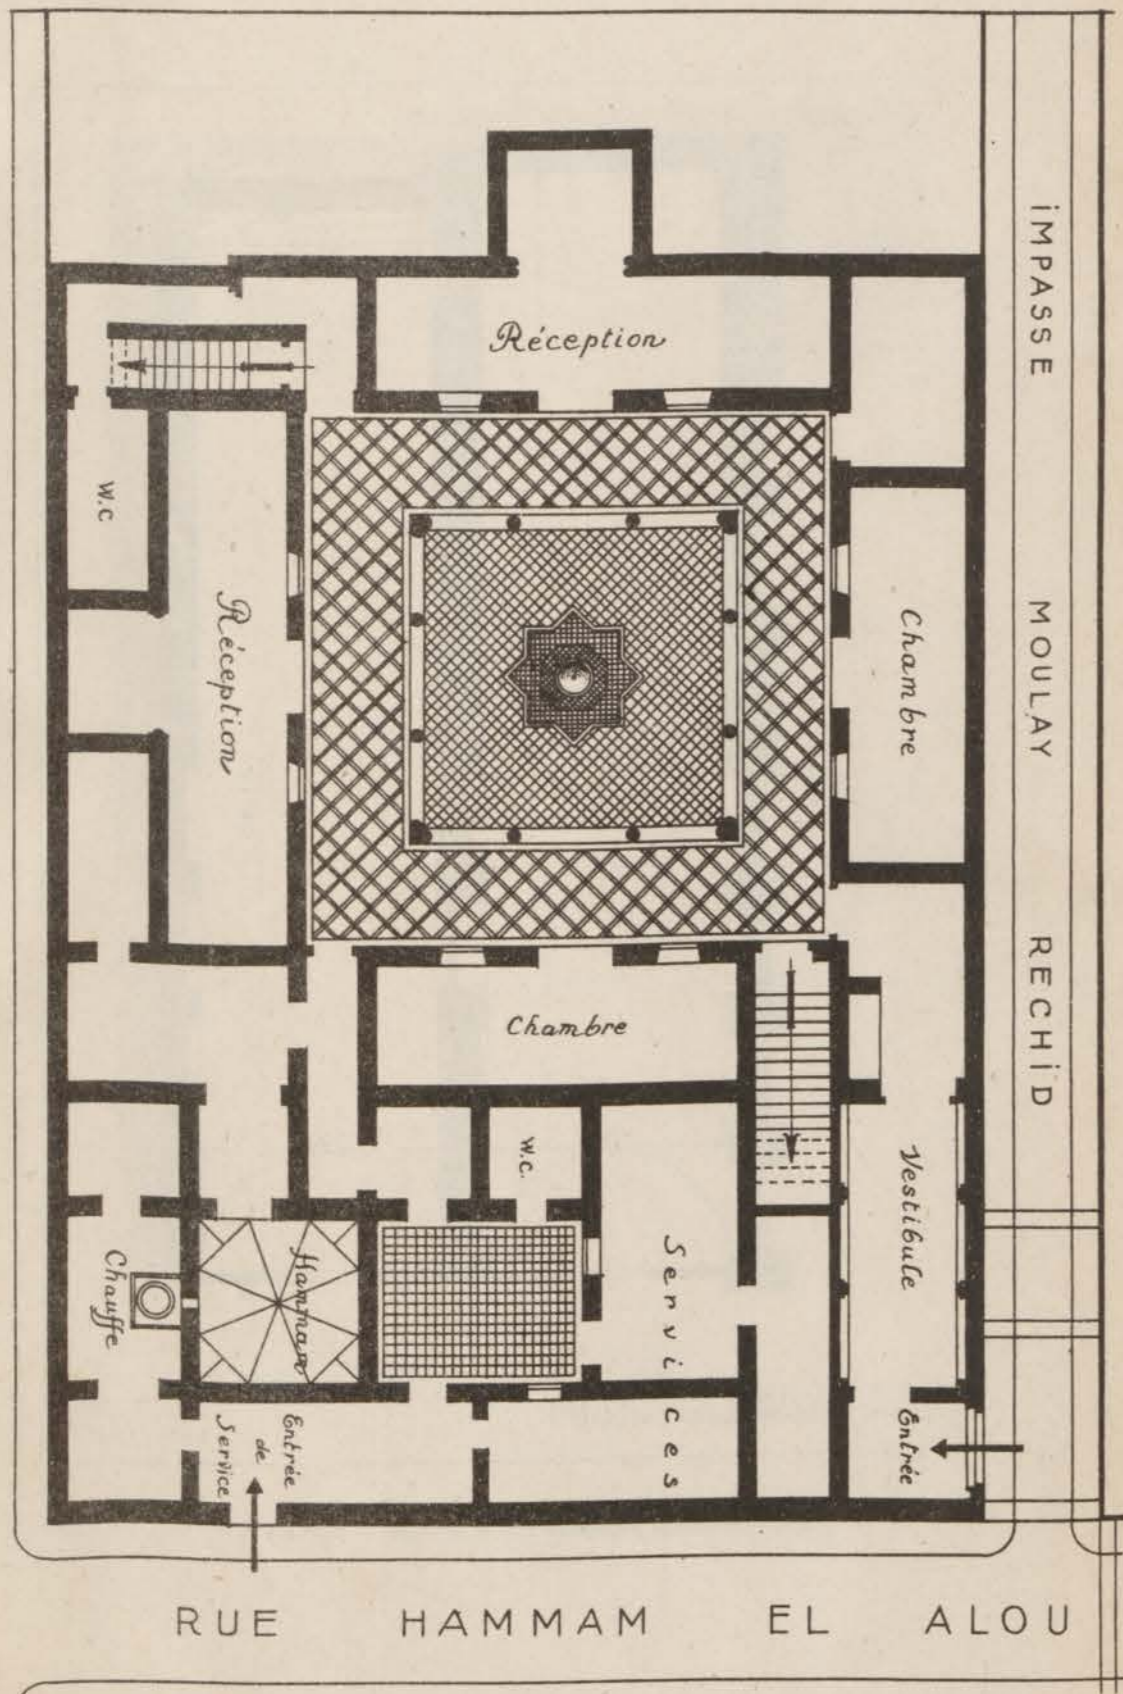 IMPASSE MOULAY RECHID
Réception
W.C
Réception
Chambre
Chambre
W.C.
Vestibule
Services
Chauffe
Hammam
Entrée
de
Service
Entrée
RUE HAMMAM EL ALOU